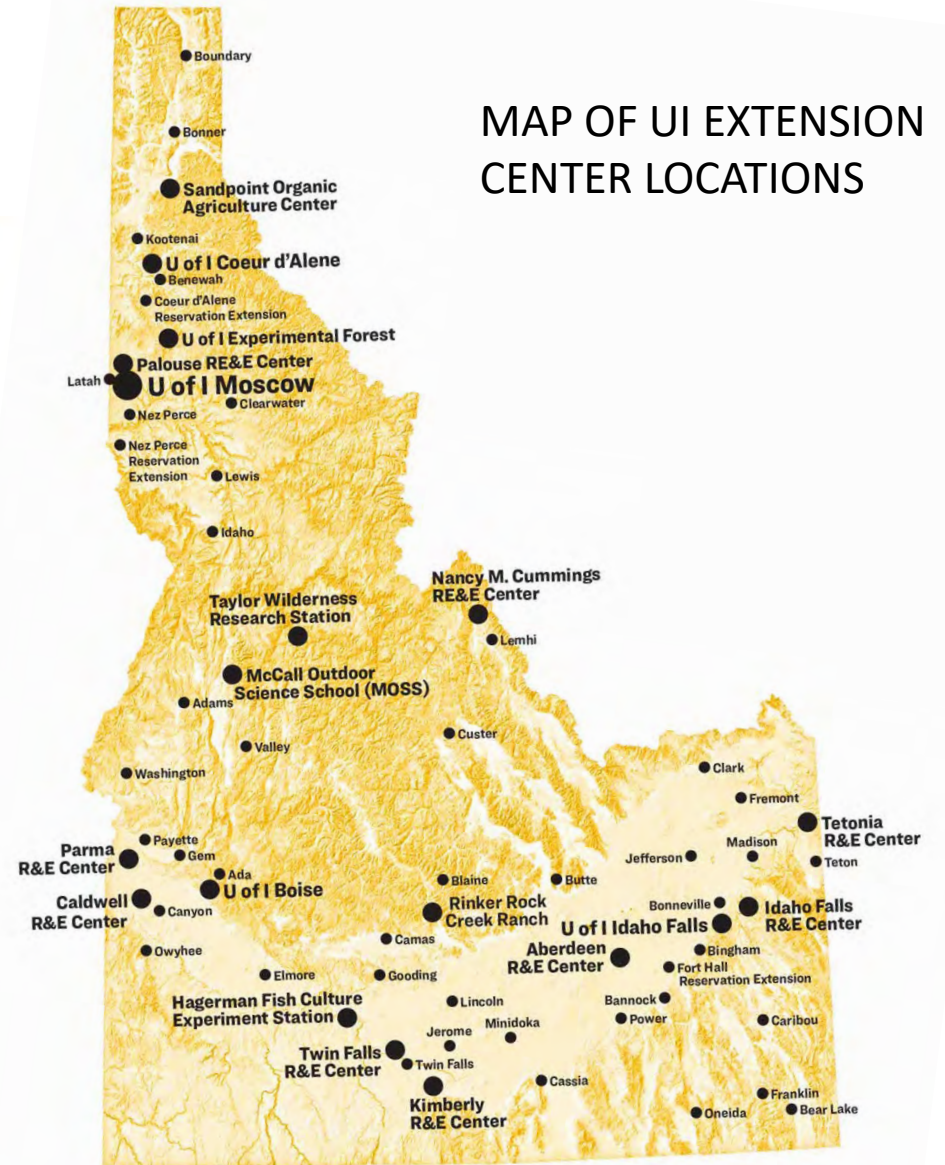 MAP OF UI EXTENSION
CENTER LOCATIONS
Boundary
Bonner
Sandpoint Organic
Agriculture Center
Kootenai
U of I Coeur d'Alene
Benewah
Coeur d'Alene
Reservation Extension
U of I Experimental Forest
Palouse RE&E Center
Latah
U of I Moscow
Clearwater
Nez Perce
Nez Perce
Reservation
Extension
Lewis
Idaho
Nancy M. Cummings
RE&E Center
Taylor Wilderness
Research Station
Lemhi
McCall Outdoor
Science School (MOSS)
Adams
Custer
Valley
Clark
Washington
Fremont
Tetonia
R&E Center
Payette
Parma
R&E Center
Gem
Madison
Jefferson
Teton
Ada
U of I Boise
Blaine
Butte
Caldwell
R&E Center
Canyon
Rinker Rock
Creek Ranch
Bonneville
Idaho Falls
R&E Center
U of I Idaho Falls
Camas
Owyhee
Aberdeen
R&E Center
Bingham
Fort Hall
Reservation Extension
Elmore
Gooding
Hagerman Fish Culture
Experiment Station
Lincoln
Bannock
Power
Caribou
Minidoka
Jerome
Twin Falls
R&E Center
Twin Falls
Kimberly
R&E Center
Cassia
Franklin
Bear Lake
Oneida